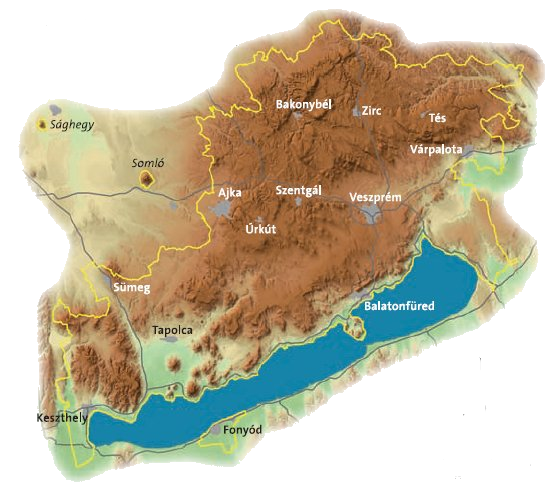 Bakonybél
Zirc
Tés
Sághegy
Várpalota
Somló
Ajka
Szentgál
Veszprém
Úrkút
Sümeg
Balatonfüred
Tapolca
Keszthely
Fonyód